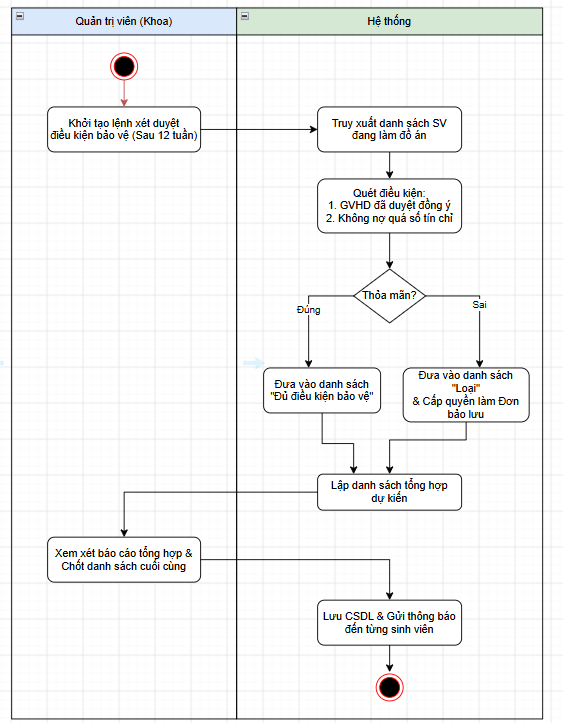 Quản trị viên (Khoa)
Hệ thống
Khởi tạo lệnh xét duyệt
điều kiện bảo vệ (Sau 12 tuần)
Truy xuất danh sách SV
đang làm đồ án
Quét điều kiện:
1. GVHD đã duyệt đồng ý
2. Không nợ quá số tín chỉ
Thỏa mãn?
Đúng
Sai
Đưa vào danh sách
"Đủ điều kiện bảo vệ"
Đưa vào danh sách
"Loại"
& Cấp quyền làm Đơn
bảo lưu
Lập danh sách tổng hợp
dự kiến
Xem xét báo cáo tổng hợp &
Chốt danh sách cuối cùng
Lưu CSDL & Gửi thông báo
đến từng sinh viên